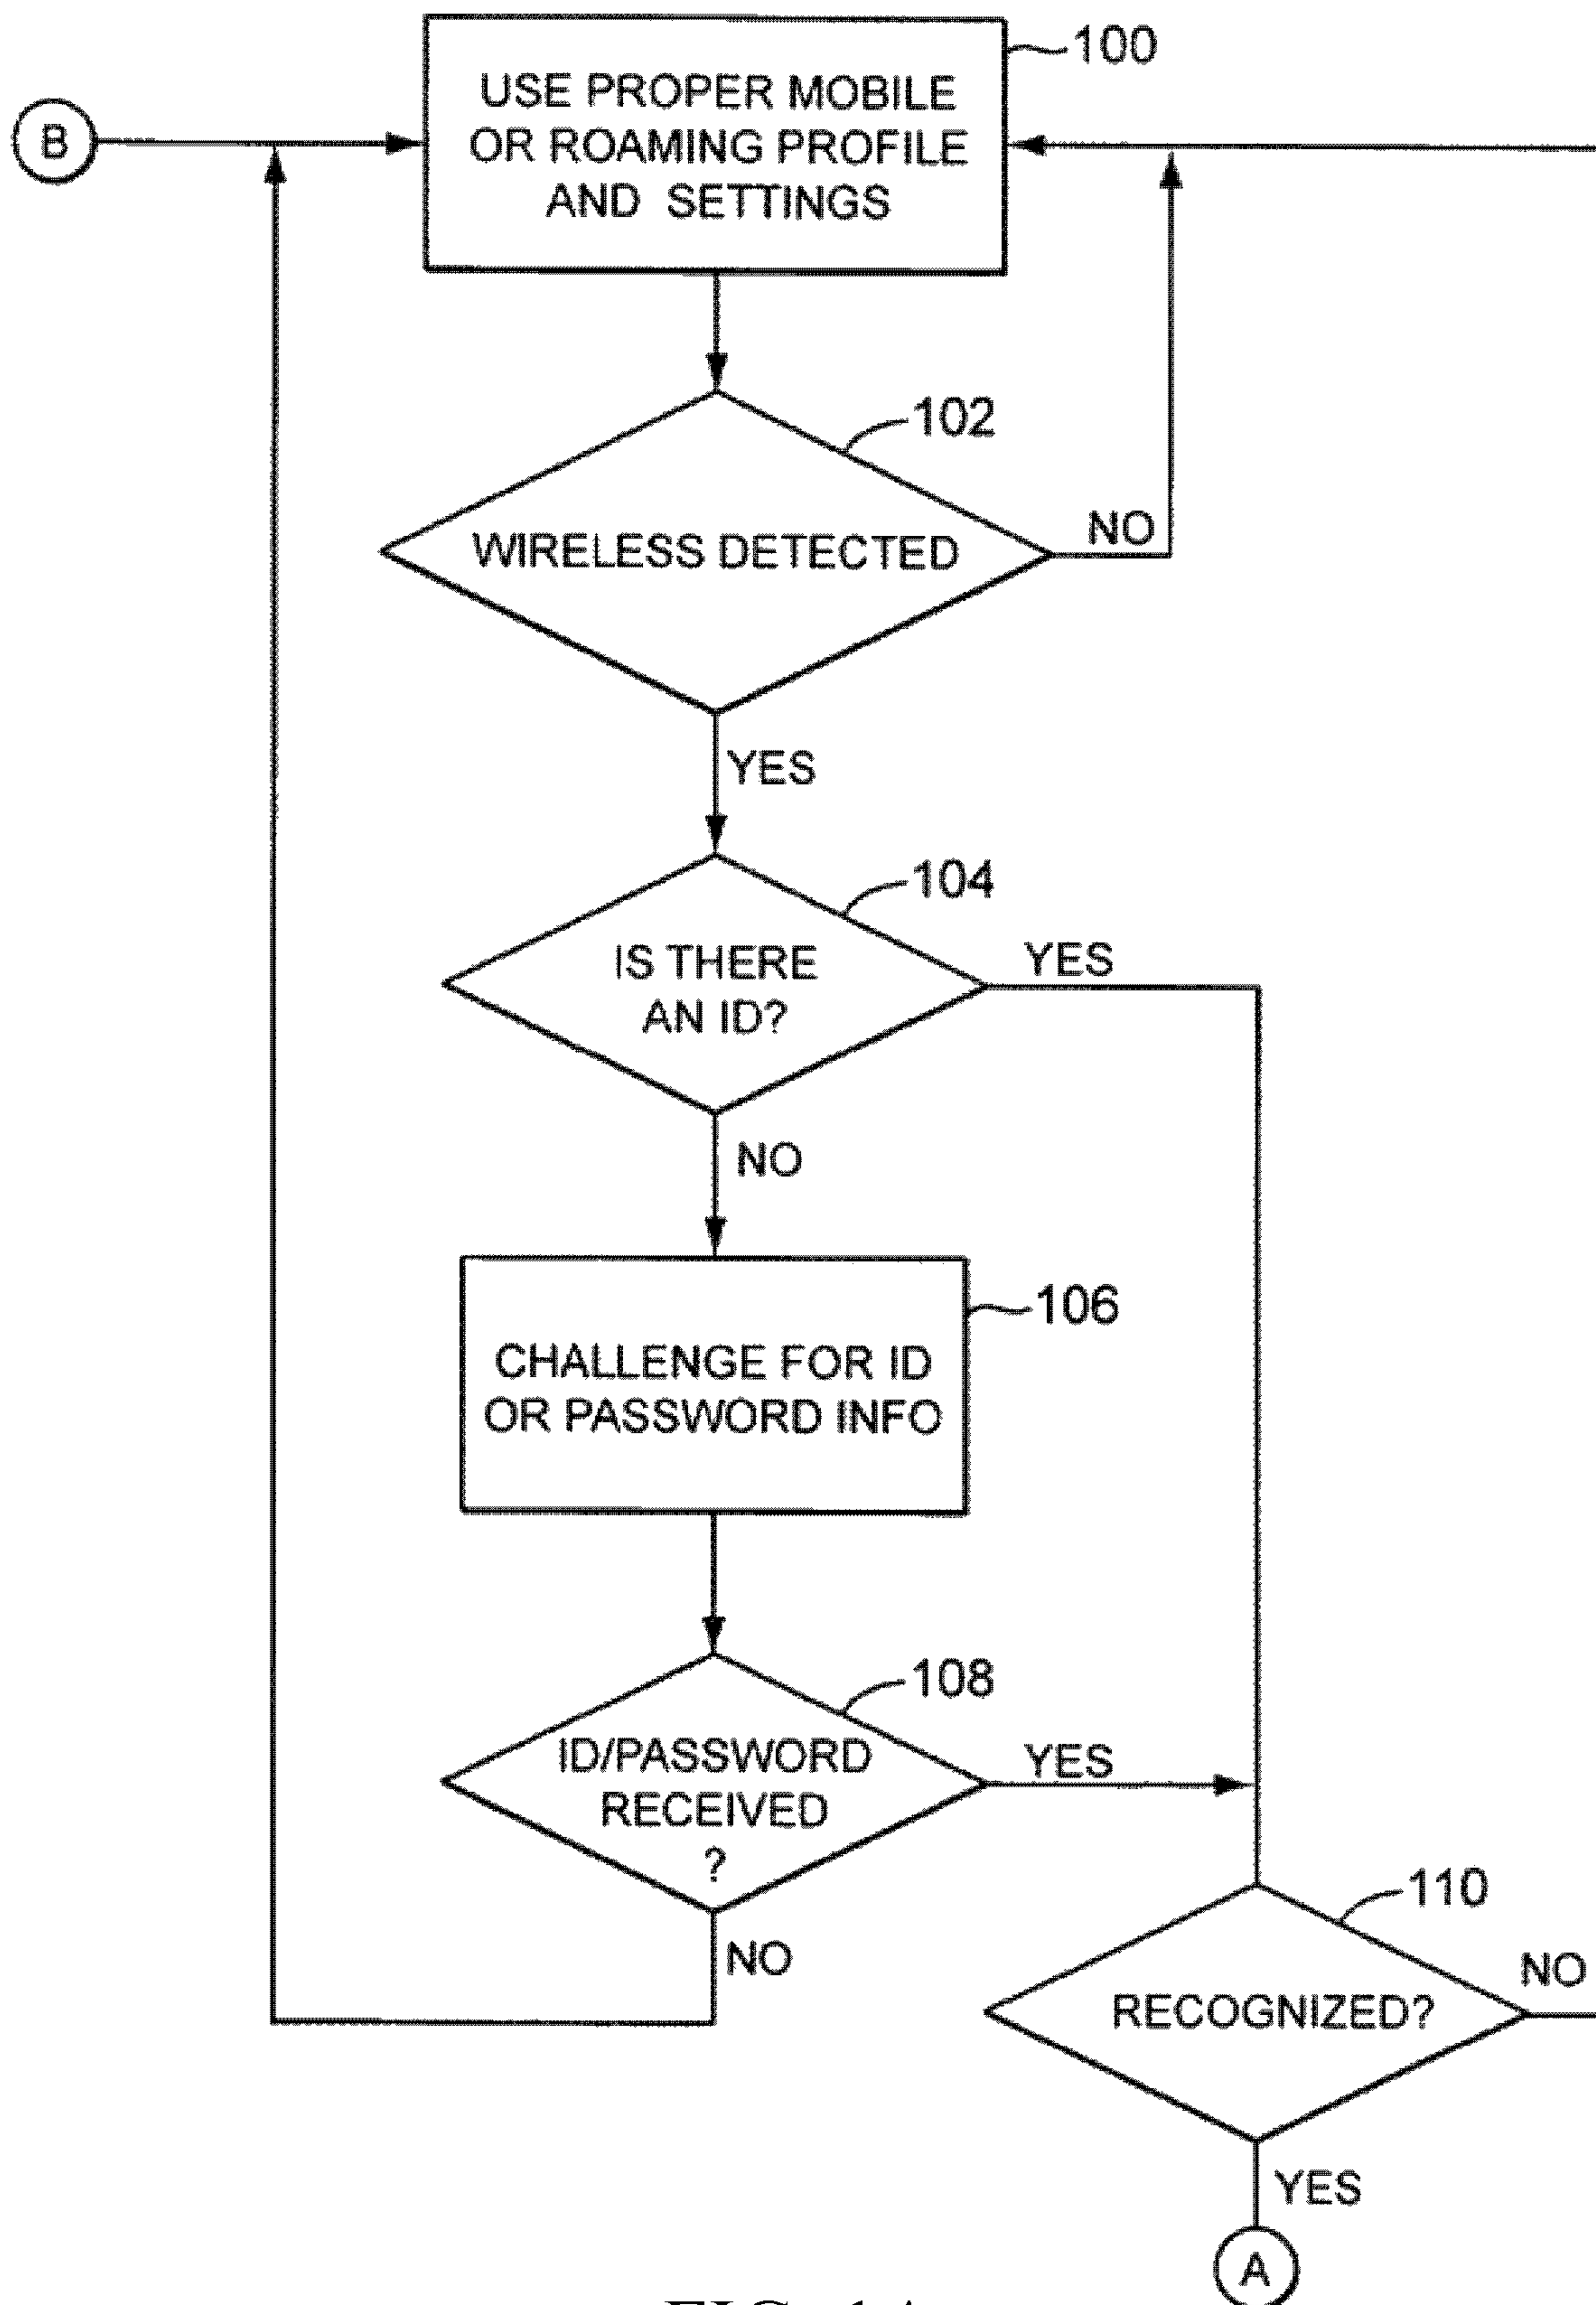 100
USE PROPER MOBILE
OR ROAMING PROFILE
AND SETTINGS
B
102
WIRELESS DETECTED
NO
YES
104
IS THERE
AN ID?
YES
NO
106
CHALLENGE FOR ID
OR PASSWORD INFO
108
ID/PASSWORD
RECEIVED
?
YES
NO
110
RECOGNIZED?
NO
YES
A